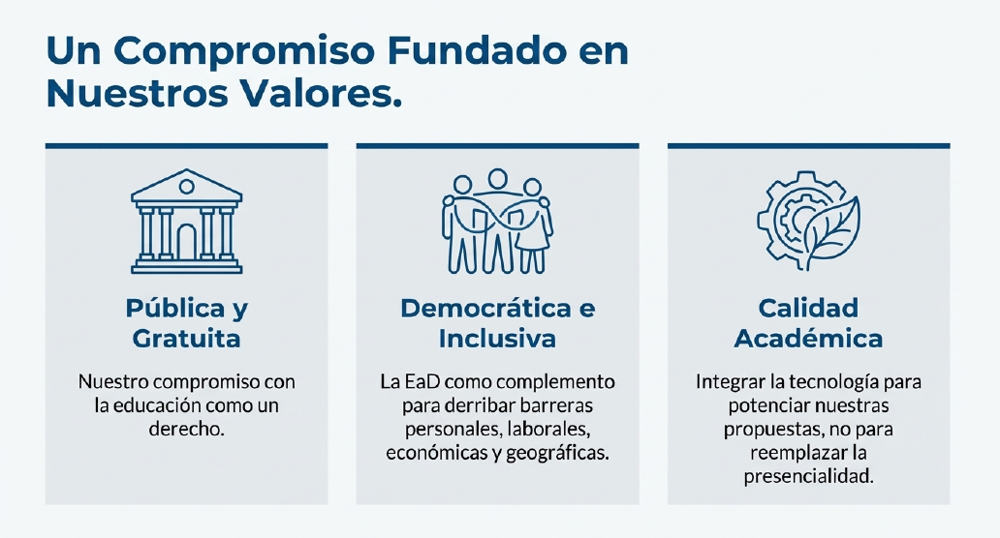 Un Compromiso Fundado en
Nuestros Valores.
Pública y
Gratuita
Nuestro compromiso con
la educación como un
derecho.
Democrática e
Inclusiva
La EaD como complemento
para derribar barreras
personales, laborales,
económicas y geográficas.
Calidad
Académica
Integrar la tecnología para
potenciar nuestras
propuestas, no para
reemplazar la
presencialidad.